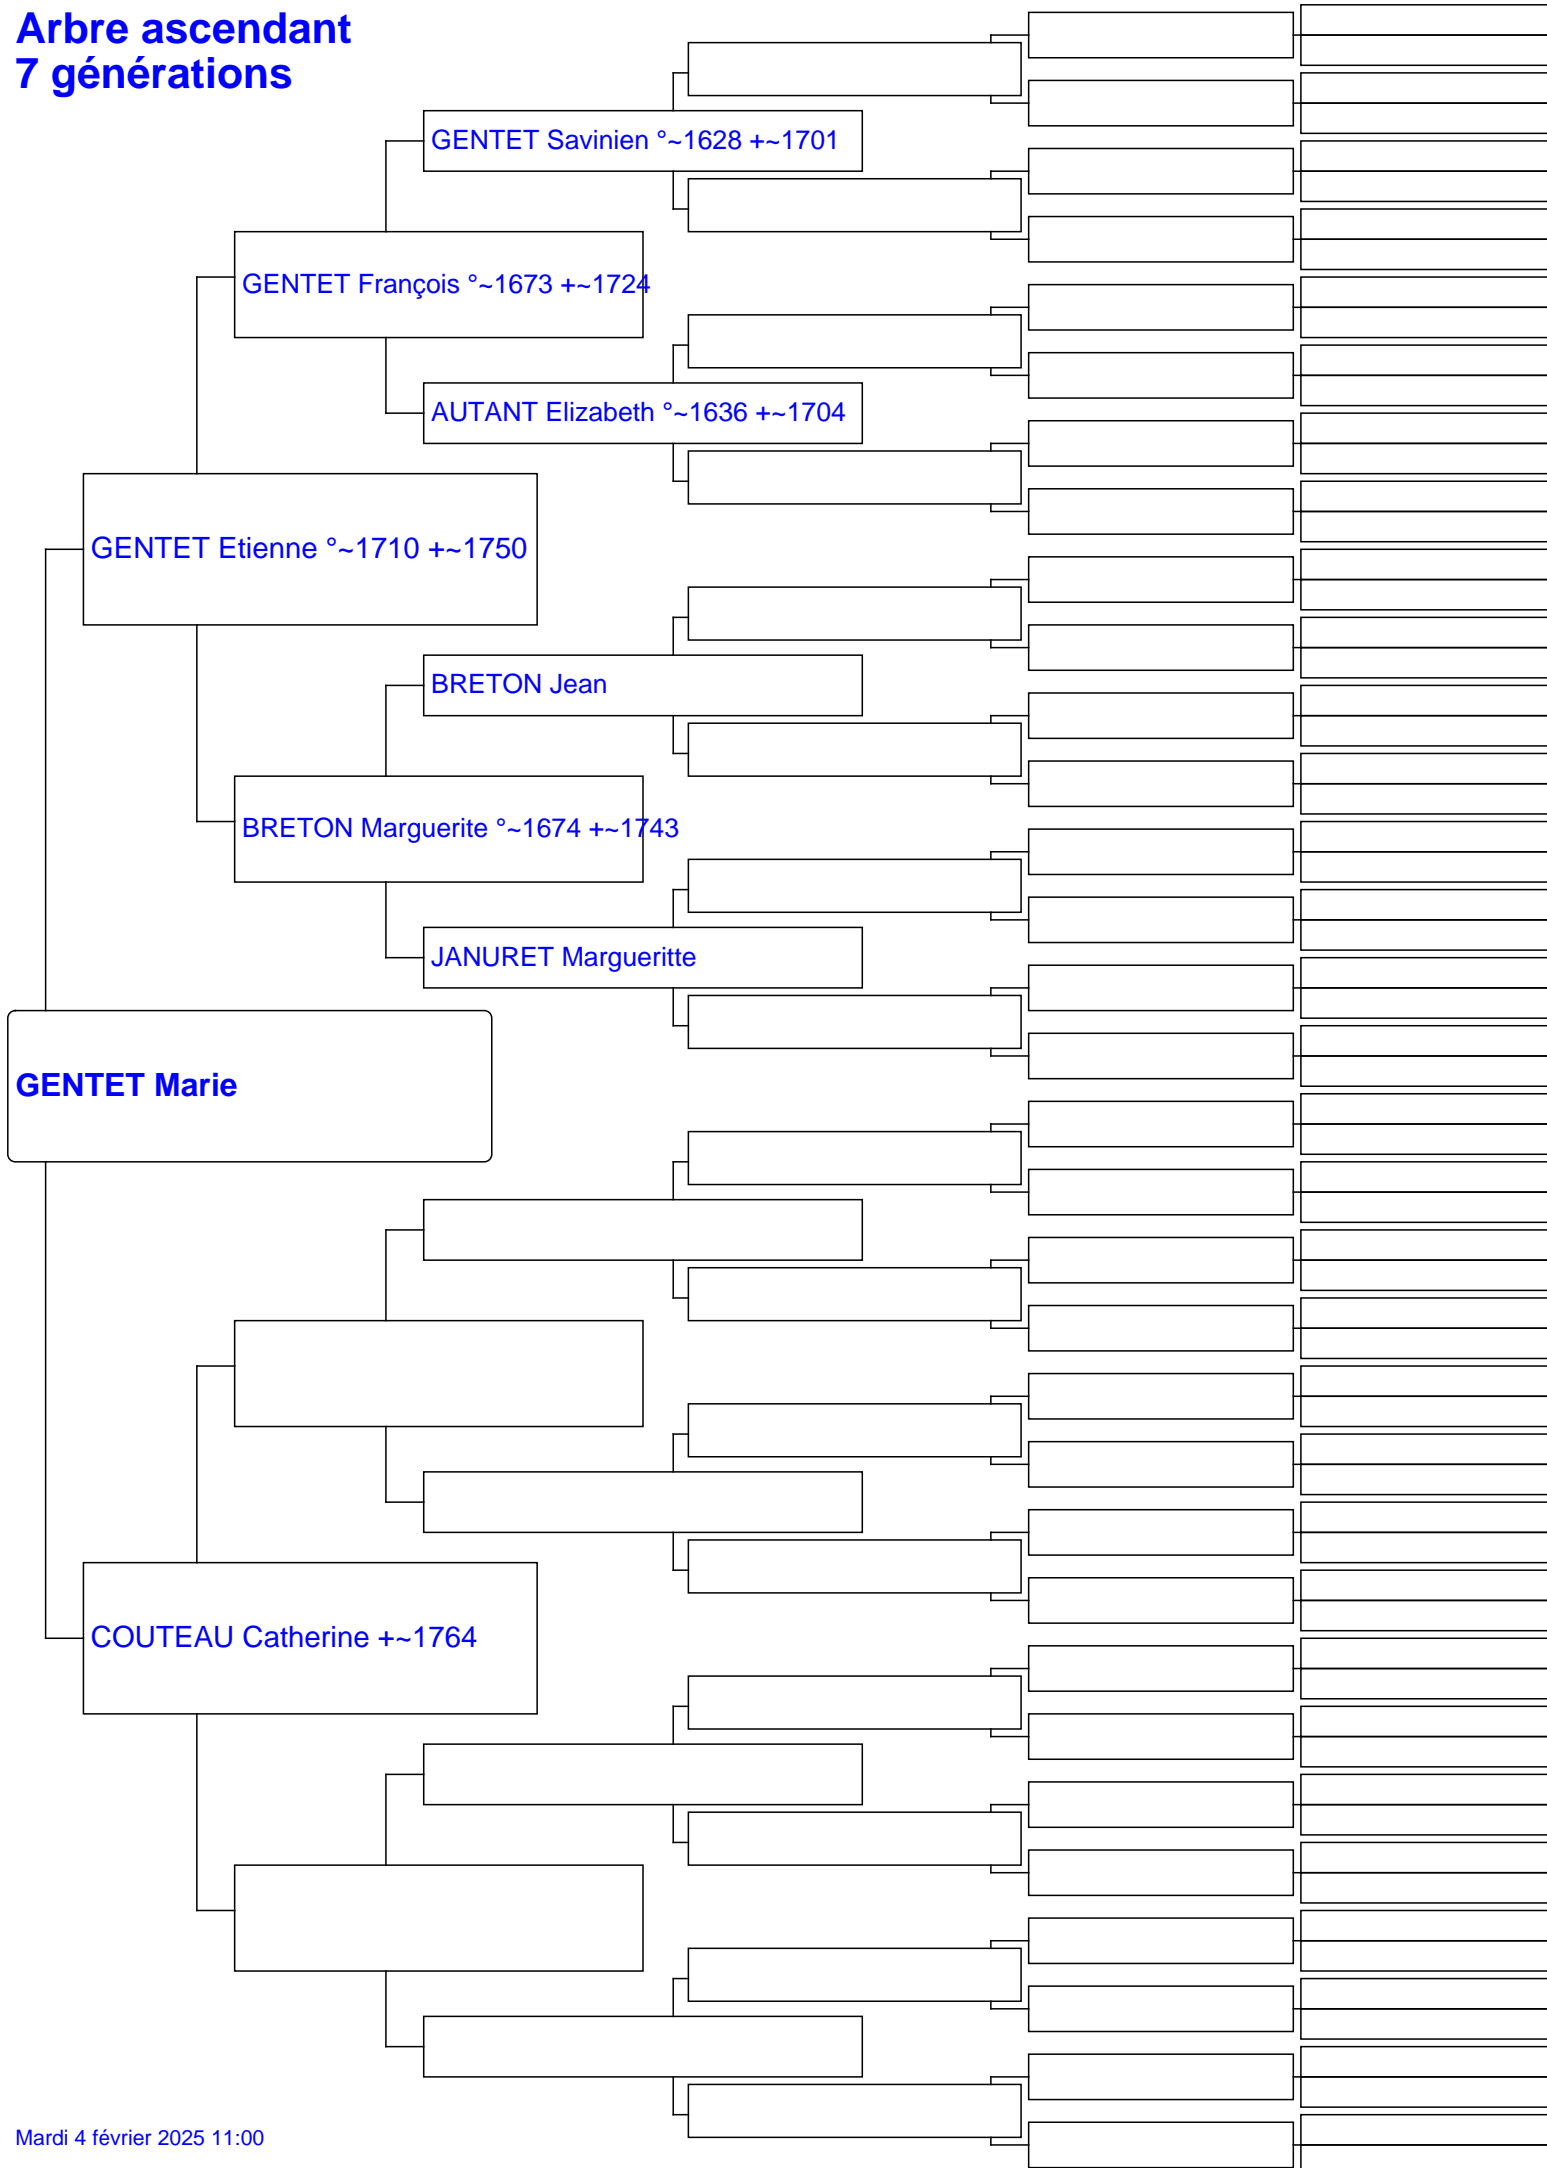 Arbre ascendant
7 générations
GENTET Savinien °~1628 +~1701
GENTET François °~1673 +~1724
AUTANT Elizabeth °~1636 +~1704
GENTET Etienne °~1710 +~1750
BRETON Jean
BRETON Marguerite °~1674 +~1743
JANURET Margueritte
GENTET Marie
COUTEAU Catherine +~1764
Mardi 4 février 2025 11:00